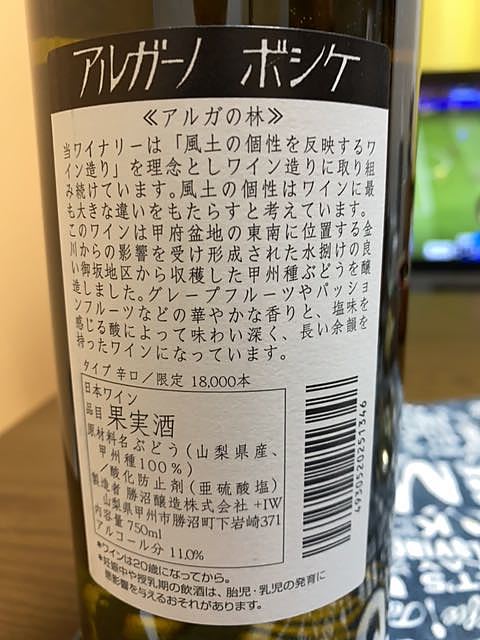 アルガーノ ボシケ
≪アルガの林≫
当ワイナリーは「風土の個性を反映するワ
イン造り」を理念としワイン造りに取り組
み続けています。風土の個性はワインに最
も大きな違いをもたらすと考えています。
このワインは甲府盆地の東南に位置する金
川からの影響を受け形成された水捌けの良
い御坂地区から収穫した甲州種ぶどうを醸
造しました。グレープフルーツやパッショ
ンフルーツなどの華やかな香りと、塩味を
感じる酸によって味わい深く、長い余韻を
持ったワインになっています。
タイプ 辛口／限定 18,000本
日本ワイン
品目 果実酒
原材料名 ぶどう(山梨県産、
甲州種100%)
／酸化防止剤(亜硫酸塩)
製造者 勝沼醸造株式会社 +IW
山梨県甲州市勝沼町下岩崎371
内容量 750ml
アルコール分 11.0%
4930520251346
*ワインは20歳になってから。
*妊娠中や授乳期の飲酒は、胎児・乳児の発育に
悪影響を与えるおそれがあります。